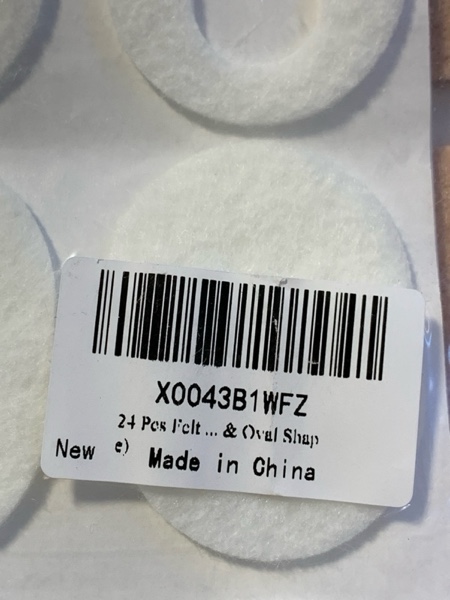 X0043B1WFZ
24 Pcs Felt ... & Oval Shap
e)
New
Made in China